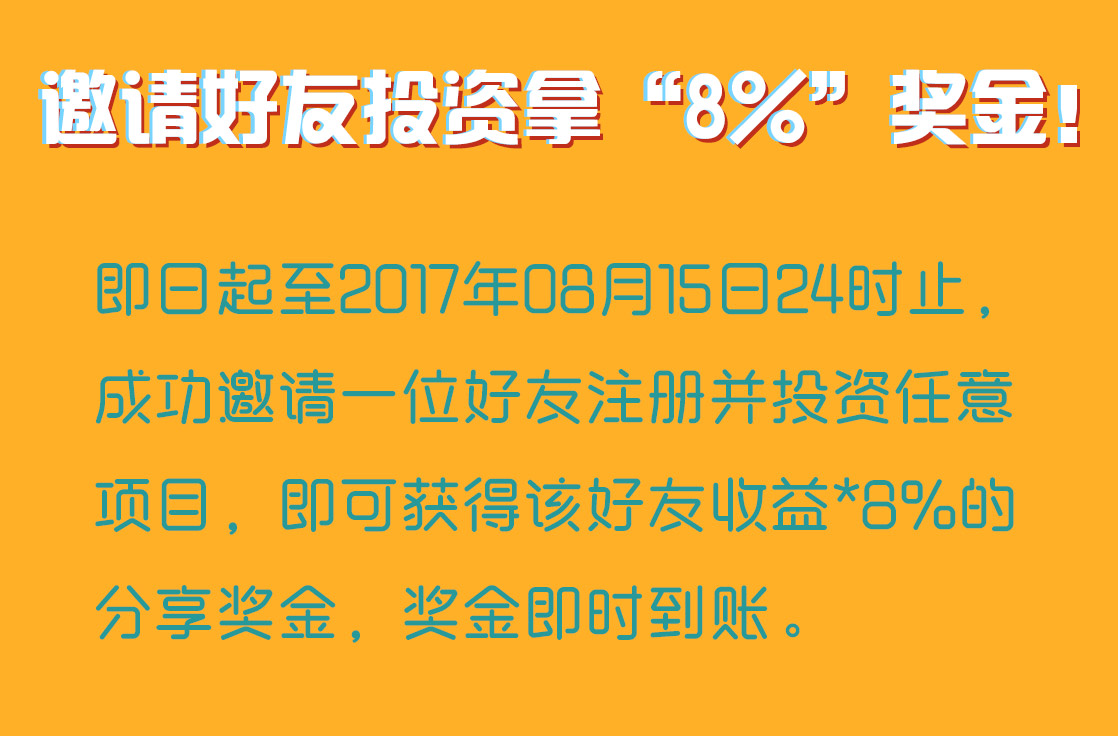 邀请好友投资拿“8%”奖金！
即日起至2017年08月15日24时止，
成功邀请一位好友注册并投资任意
项目，即可获得该好友收益*8%的
分享奖金，奖金即时到账。